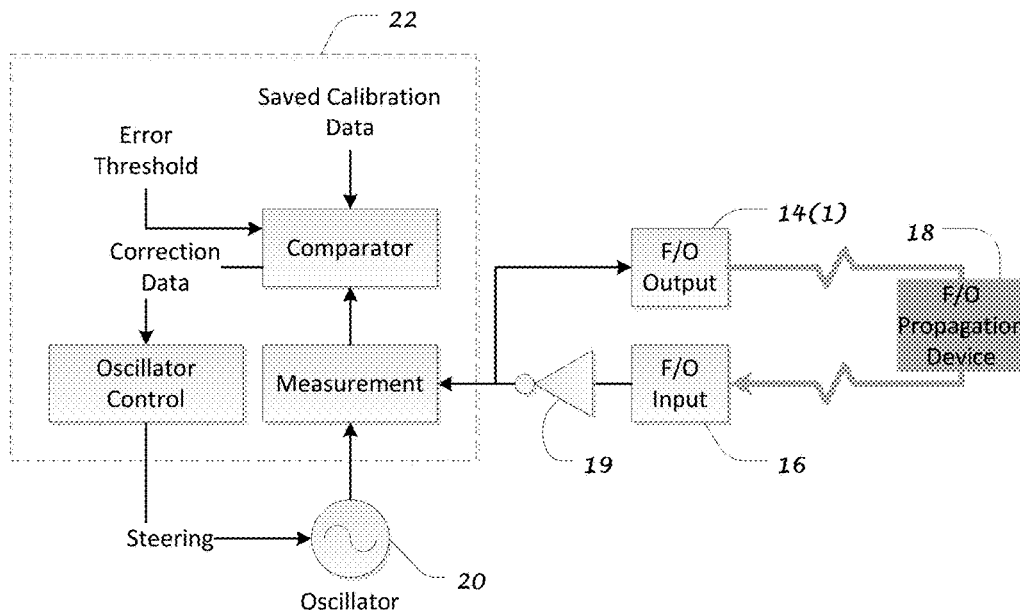 22
Saved Calibration
Data
Error
Threshold
Comparator
Correction
Data
Oscillator
Control
Measurement
14(1)
F/O
Output
18
F/O
Propagation
Device
F/O
Input
19
16
Steering
20
Oscillator